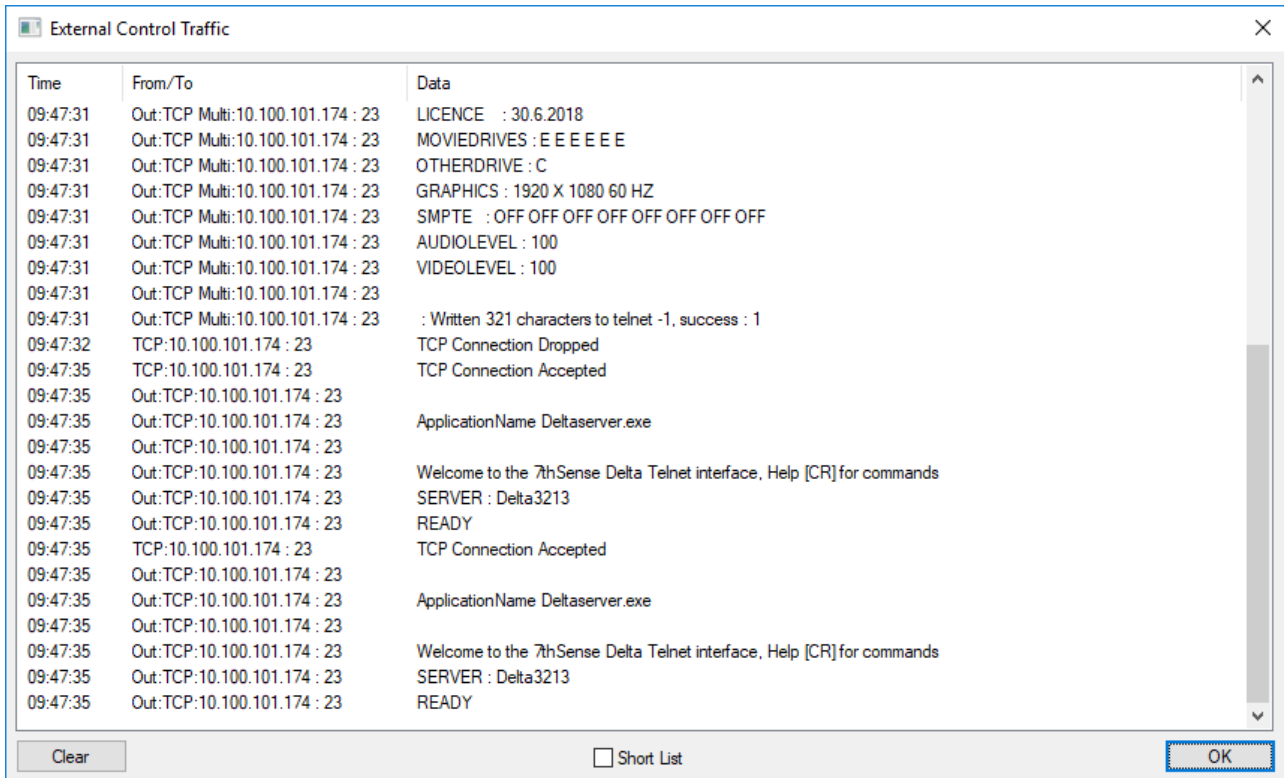 External Control Traffic
Time From/To Data
09:47:31 Out:TCP Multi:10.100.101.174 : 23 LICENCE : 30.6.2018
09:47:31 Out:TCP Multi:10.100.101.174 : 23 MOVIEDRIVES : E E E E E E
09:47:31 Out:TCP Multi:10.100.101.174 : 23 OTHERDRIVE : C
09:47:31 Out:TCP Multi:10.100.101.174 : 23 GRAPHICS : 1920 X 1080 60 HZ
09:47:31 Out:TCP Multi:10.100.101.174 : 23 SMPTE : OFF OFF OFF OFF OFF OFF OFF OFF
09:47:31 Out:TCP Multi:10.100.101.174 : 23 AUDIOLEVEL : 100
09:47:31 Out:TCP Multi:10.100.101.174 : 23 VIDEOLEVEL : 100
09:47:31 Out:TCP Multi:10.100.101.174 : 23
09:47:31 Out:TCP Multi:10.100.101.174 : 23 : Written 321 characters to telnet -1, success : 1
09:47:32 TCP:10.100.101.174 : 23 TCP Connection Dropped
09:47:35 TCP:10.100.101.174 : 23 TCP Connection Accepted
09:47:35 Out:TCP:10.100.101.174 : 23
09:47:35 Out:TCP:10.100.101.174 : 23 ApplicationName Deltaserver.exe
09:47:35 Out:TCP:10.100.101.174 : 23
09:47:35 Out:TCP:10.100.101.174 : 23 Welcome to the 7thSense Delta Telnet interface, Help [CR] for commands
09:47:35 Out:TCP:10.100.101.174 : 23 SERVER : Delta3213
09:47:35 Out:TCP:10.100.101.174 : 23 READY
09:47:35 TCP:10.100.101.174 : 23 TCP Connection Accepted
09:47:35 Out:TCP:10.100.101.174 : 23
09:47:35 Out:TCP:10.100.101.174 : 23 ApplicationName Deltaserver.exe
09:47:35 Out:TCP:10.100.101.174 : 23
09:47:35 Out:TCP:10.100.101.174 : 23 Welcome to the 7thSense Delta Telnet interface, Help [CR] for commands
09:47:35 Out:TCP:10.100.101.174 : 23 SERVER : Delta3213
09:47:35 Out:TCP:10.100.101.174 : 23 READY
Clear Short List OK